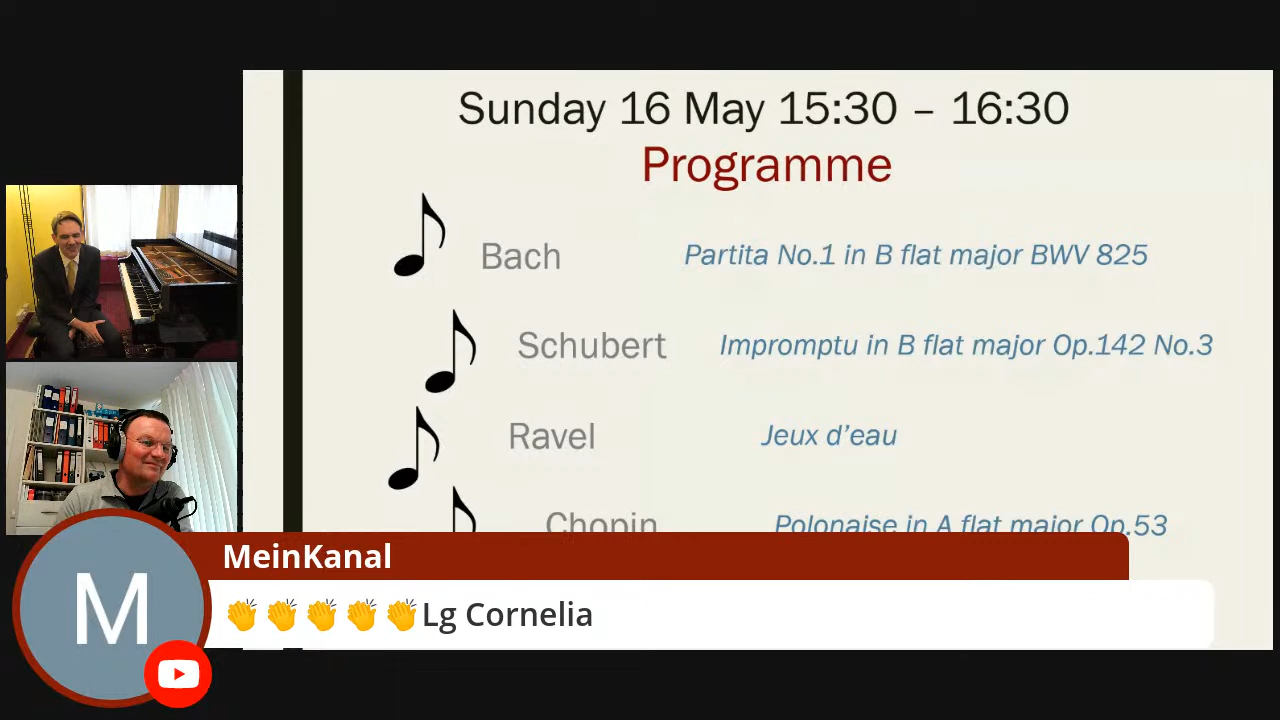 Sunday 16 May 15:30 – 16:30
Programme
Bach Partita No.1 in B flat major BWV 825
Schubert Impromptu in B flat major Op.142 No.3
Ravel Jeux d'eau
Chopin Polonaise in A flat major Op.53
MeinKanal
M
👏👏👏👏👏Lg Cornelia